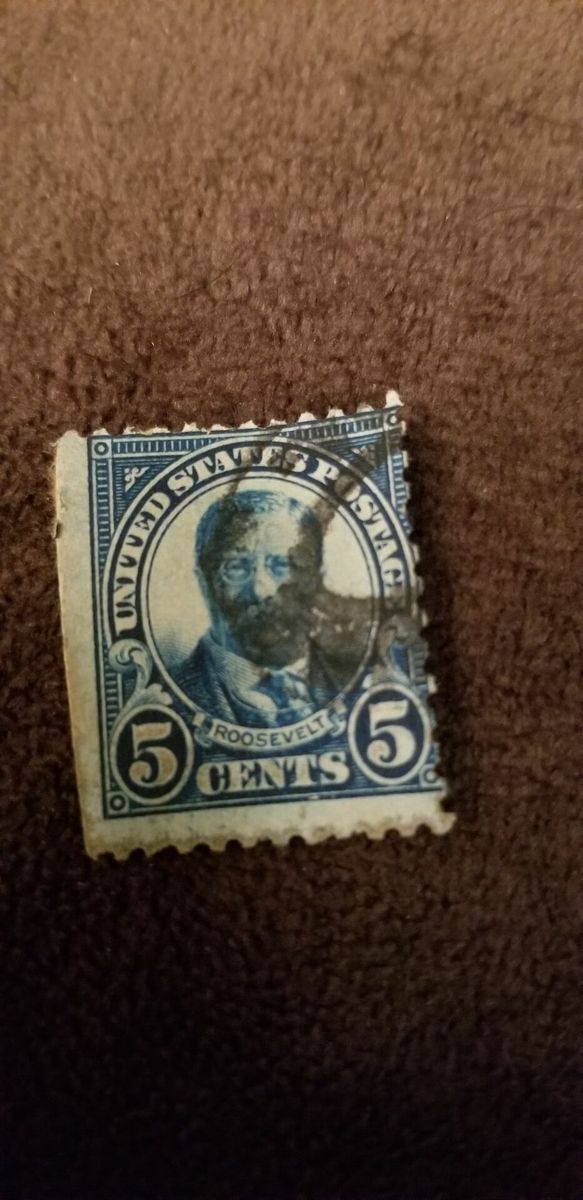 UNITED STATES POSTAGE
ROOSEVELT
5 CENTS 5